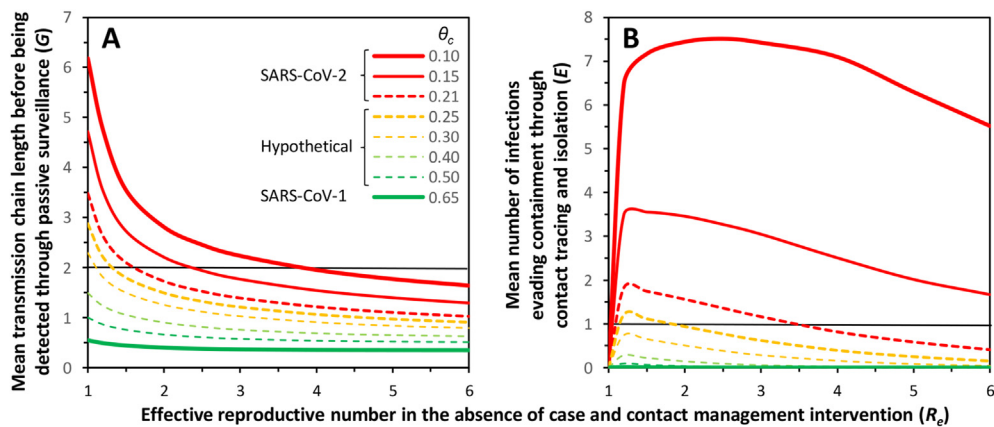 A
B
Mean transmission chain length before being
detected through passive surveillance (G)
7
6
5
4
3
2
1
0
θc
0.10
SARS-CoV-2
0.15
0.21
0.25
0.30
Hypothetical
0.40
0.50
SARS-CoV-1
0.65
1 2 3 4 5 6
Mean number of infections
evading containment through
contact tracing and isolation (E)
8
7
6
5
4
3
2
1
0
1 2 3 4 5 6
Effective reproductive number in the absence of case and contact management intervention (Re)